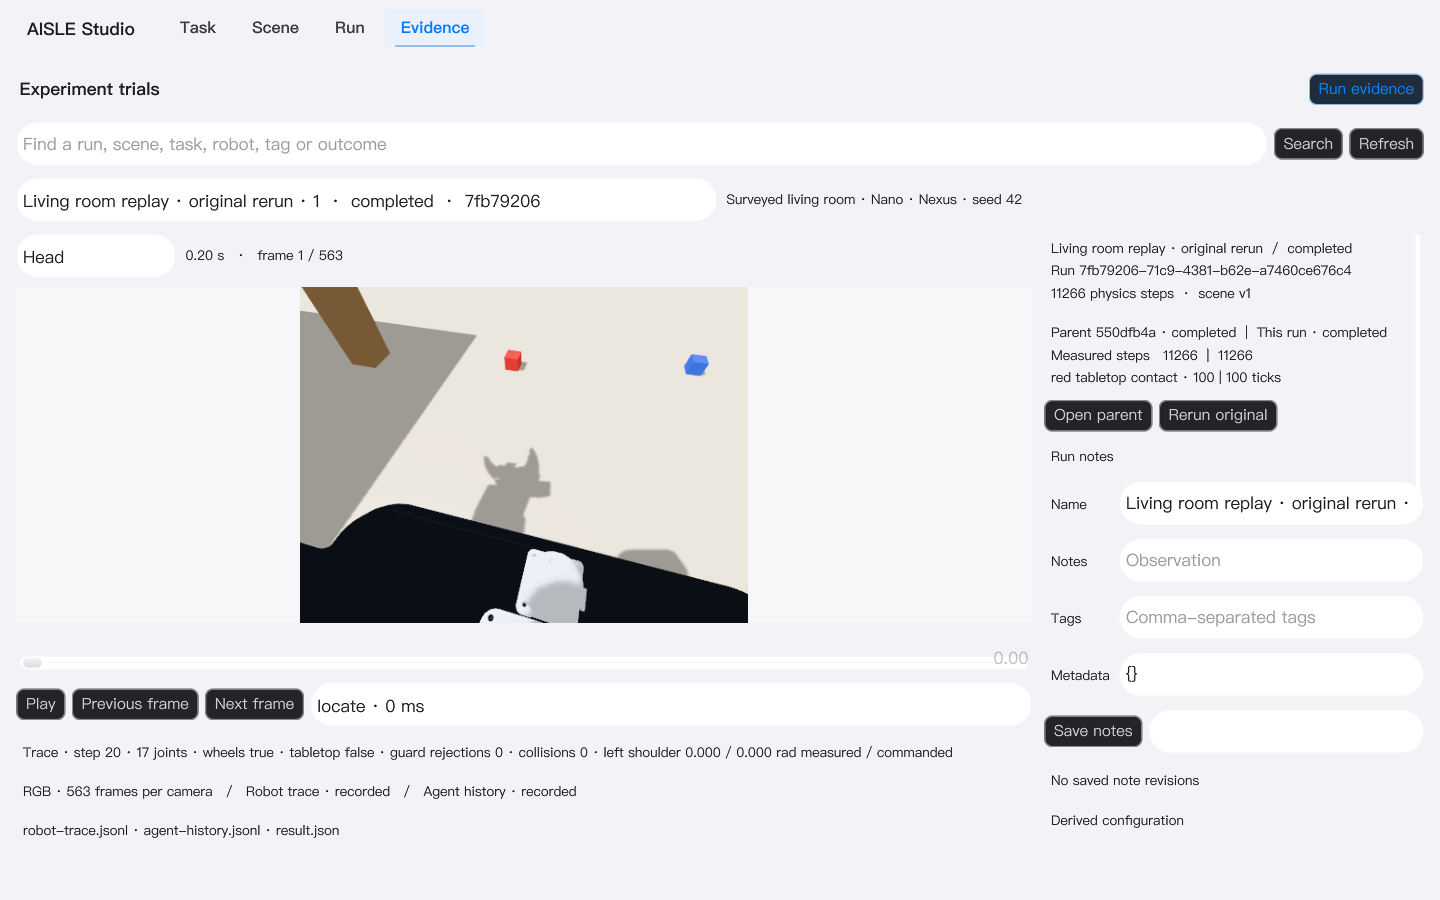 AISLE Studio Task Scene Run Evidence
Experiment trials Run evidence
Find a run, scene, task, robot, tag or outcome Search Refresh
Living room replay · original rerun · 1 · completed · 7fb79206 Surveyed living room · Nano · Nexus · seed 42
Head 0.20 s · frame 1 / 563
0.00
Play Previous frame Next frame locate · 0 ms
Trace · step 20 · 17 joints · wheels true · tabletop false · guard rejections 0 · collisions 0 · left shoulder 0.000 / 0.000 rad measured / commanded
RGB · 563 frames per camera / Robot trace · recorded / Agent history · recorded
robot-trace.jsonl · agent-history.jsonl · result.json
Living room replay · original rerun / completed
Run 7fb79206-71c9-4381-b62e-a7460ce676c4
11266 physics steps · scene v1
Parent 550dfb4a · completed | This run · completed
Measured steps 11266 | 11266
red tabletop contact · 100 | 100 ticks
Open parent Rerun original
Run notes
Name Living room replay · original rerun ·
Notes Observation
Tags Comma-separated tags
Metadata {}
Save notes
No saved note revisions
Derived configuration